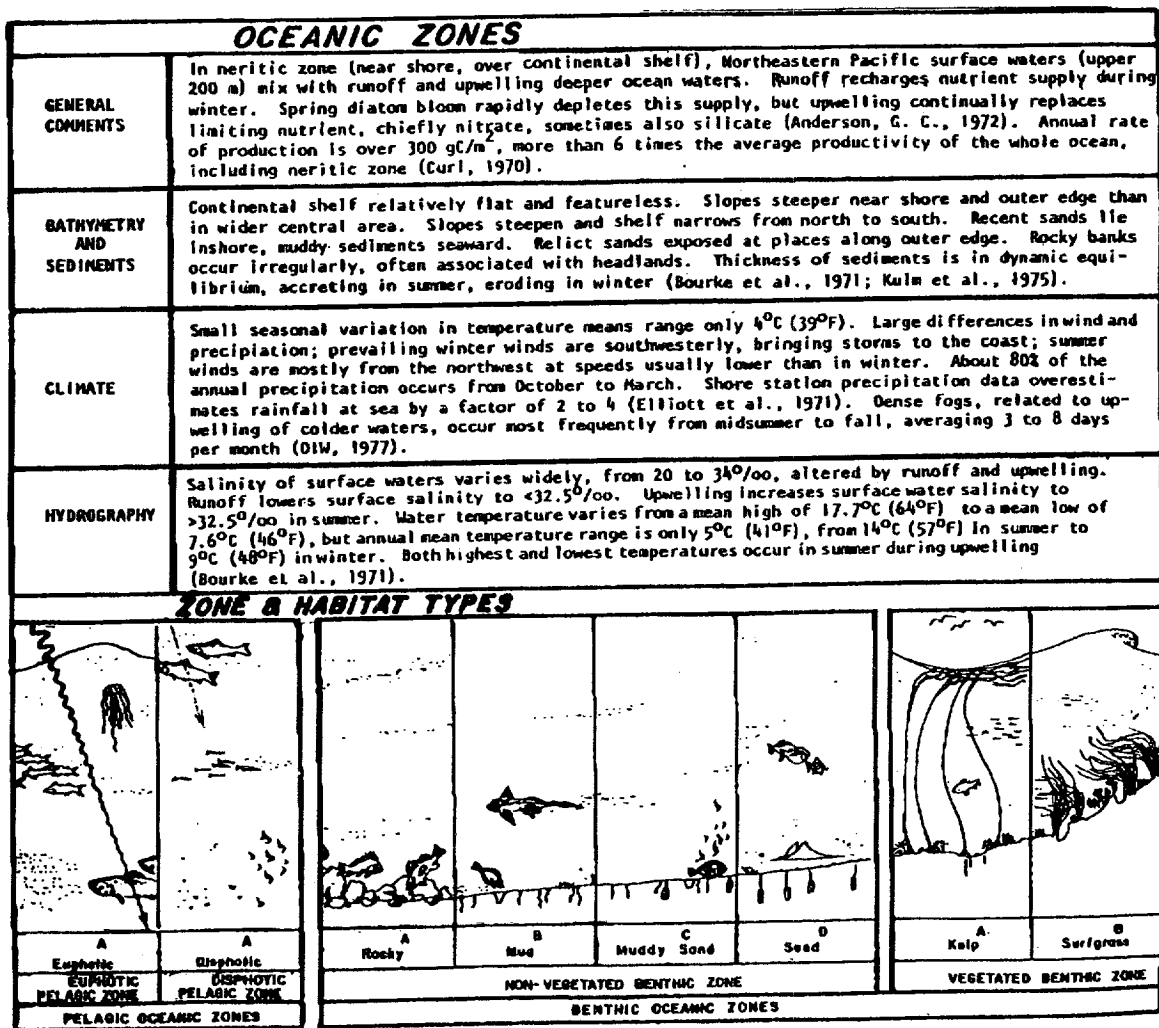 OCEANIC ZONES
GENERAL
COMMENTS
In neritic zone (near shore, over continental shelf), Northeastern Pacific surface waters (upper
200 m) mix with runoff and upwelling deeper ocean waters. Runoff recharges nutrient supply during
winter. Spring diatom bloom rapidly depletes this supply, but upwelling continually replaces
limiting nutrient, chiefly nitrate, sometimes also silicate (Anderson, G. C., 1972). Annual rate
of production is over 300 gC/m², more than 6 times the average productivity of the whole ocean,
including neritic zone (Curl, 1970).
BATHYMETRY
AND
SEDIMENTS
Continental shelf relatively flat and featureless. Slopes steeper near shore and outer edge than
in wider central area. Slopes steepen and shelf narrows from north to south. Recent sands lie
inshore, muddy sediments seaward. Relict sands exposed at places along outer edge. Rocky banks
occur irregularly, often associated with headlands. Thickness of sediments is in dynamic equi-
librium, accreting in summer, eroding in winter (Bourke et al., 1971; Kulm et al., 1975).
CLIMATE
Small seasonal variation in temperature means range only 4°C (39°F). Large differences in wind and
precipiation; prevailing winter winds are southwesterly, bringing storms to the coast; summer
winds are mostly from the northwest at speeds usually lower than in winter. About 80% of the
annual precipitation occurs from October to March. Shore station precipitation data overesti-
mates rainfall at sea by a factor of 2 to 4 (Elliott et al., 1971). Dense fogs, related to up-
welling of colder waters, occur most frequently from midsummer to fall, averaging 3 to 8 days
per month (OIW, 1977).
HYDROGRAPHY
Salinity of surface waters varies widely, from 20 to 34⁰/oo, altered by runoff and upwelling.
Runoff lowers surface salinity to <32.5⁰/oo. Upwelling increases surface water salinity to
>32.5⁰/oo in summer. Water temperature varies from a mean high of 17.7°C (64°F) to a mean low of
7.6°C (46°F), but annual mean temperature range is only 5°C (41°F), from 14°C (57°F) in summer to
9°C (48°F) in winter. Both highest and lowest temperatures occur in summer during upwelling
(Bourke et al., 1971).
ZONE & HABITAT TYPES
A
Euphotic
A
Disphotic
EUPHOTIC
PELAGIC ZONE
DISPHOTIC
PELAGIC ZONE
PELAGIC OCEANIC ZONES
A
Rocky
B
Mud
C
Muddy Sand
D
Sand
NON-VEGETATED BENTHIC ZONE
A
Kelp
B
Surfgrass
VEGETATED BENTHIC ZONE
BENTHIC OCEANIC ZONES